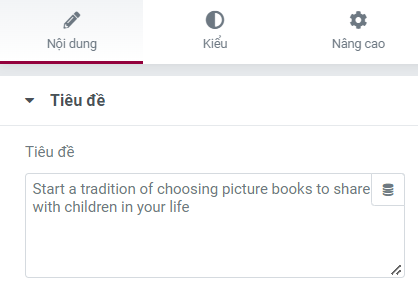 Nội dung
Kiểu
Nâng cao
Tiêu đề
Tiêu đề
Start a tradition of choosing picture books to share
with children in your life